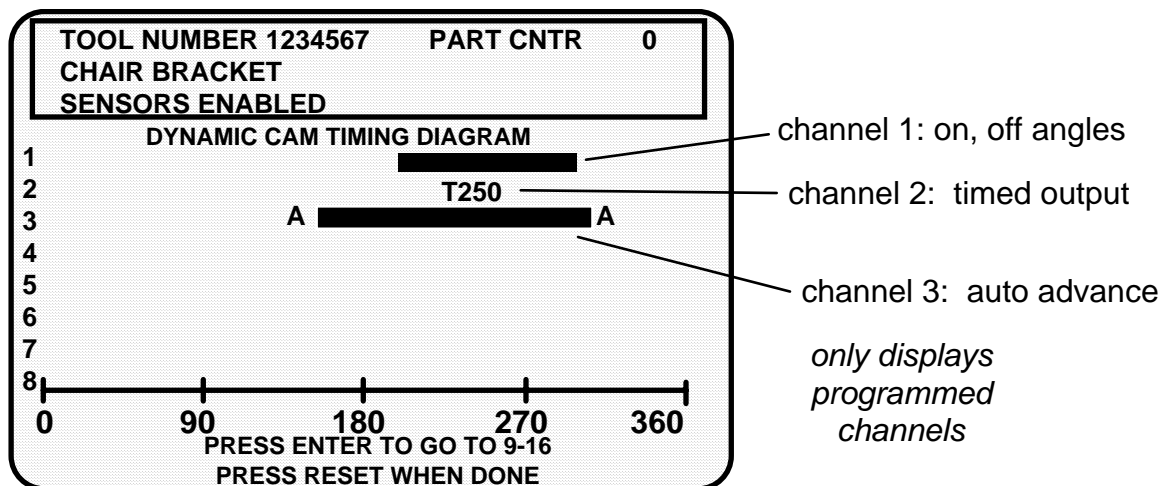 TOOL NUMBER 1234567 PART CNTR 0
CHAIR BRACKET
SENSORS ENABLED
DYNAMIC CAM TIMING DIAGRAM
1
2 T250
3 A A
4
5
6
7
8
0 90 180 270 360
PRESS ENTER TO GO TO 9-16
PRESS RESET WHEN DONE
channel 1: on, off angles
channel 2: timed output
channel 3: auto advance
only displays
programmed
channels